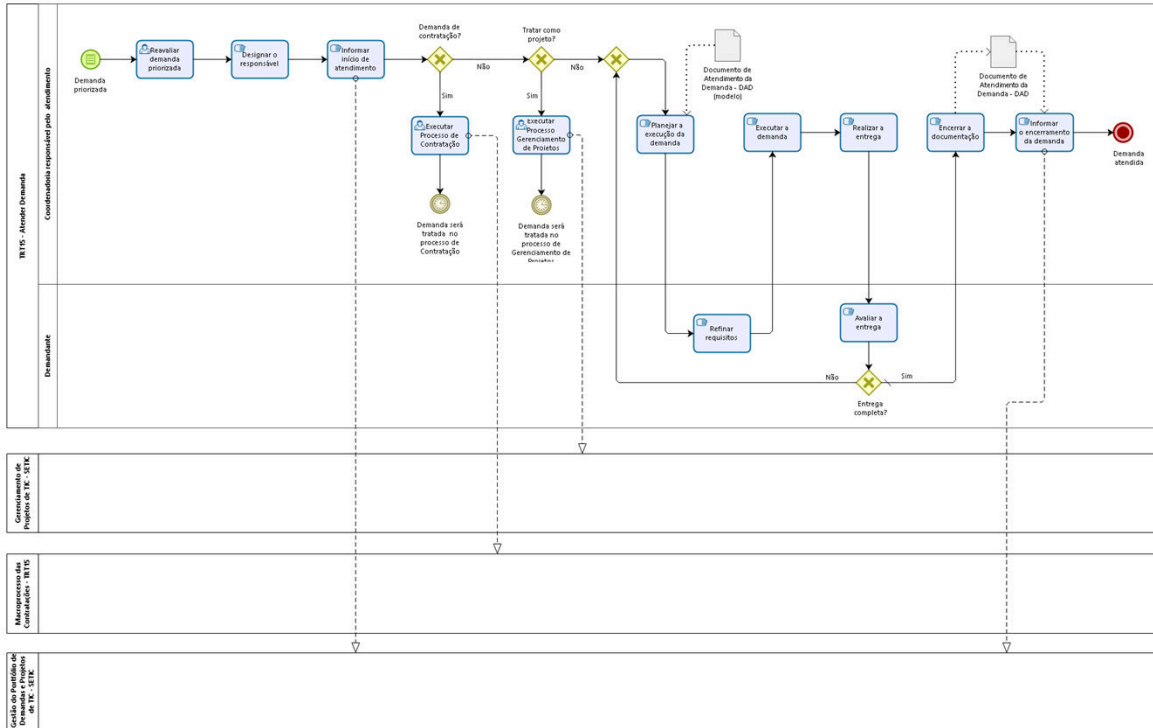 TRT15 - Atender Demanda
Coordenadoria responsável pelo atendimento
Demanda
priorizada
Reavaliar
demanda
priorizada
Designar o
responsável
Informar
início de
atendimento
Demanda de
contratação?
Não
Sim
Executar
Processo de
Contratação
Demanda será
tratada no
processo de
Contratação
Tratar como
projeto?
Não
Sim
Executar
Processo
Gerenciamento
de Projetos
Demanda será
tratada no
processo de
Gerenciamento de
Projetos
Documento de
Atendimento da
Demanda - DAD
(modelo)
Planejar a
execução da
demanda
Executar a
demanda
Realizar a
entrega
Encerrar a
documentação
Documento de
Atendimento da
Demanda - DAD
Informar
o encerramento
da demanda
Demanda
atendida
Demandante
Refinar
requisitos
Avaliar a
entrega
Não
Sim
Entrega
completa?
Gerenciamento de
Projetos de TIC - SETIC
Macroprocesso das
Contratações - TRT15
Gestão do Portfólio de
Demandas e Projetos
de TIC - SETIC